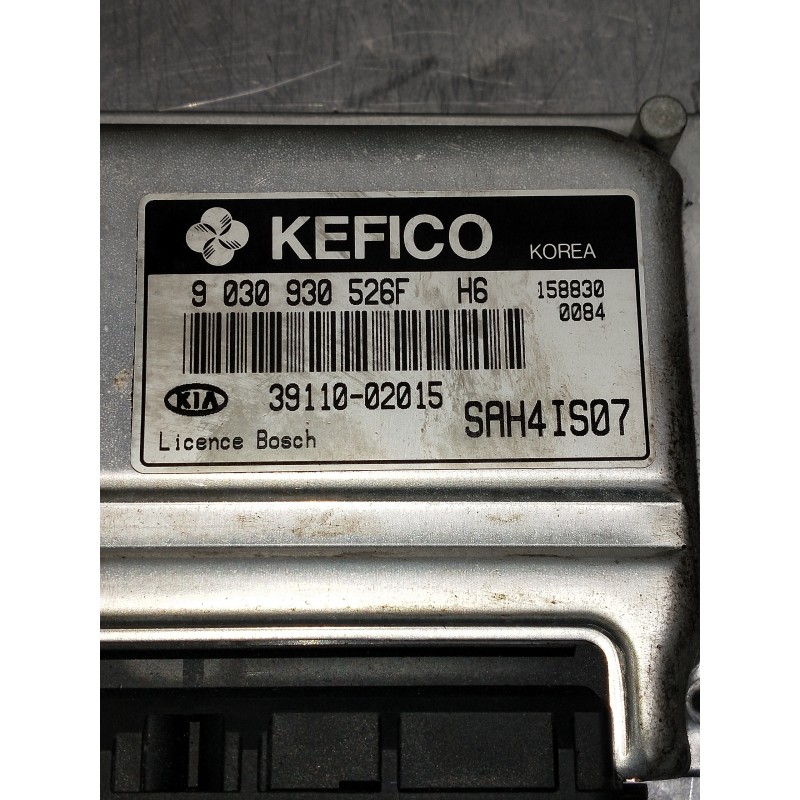 KEFICO KOREA
9 030 930 526F H6 158830
0084
KIA 39110-02015 SAH4IS07
Licence Bosch